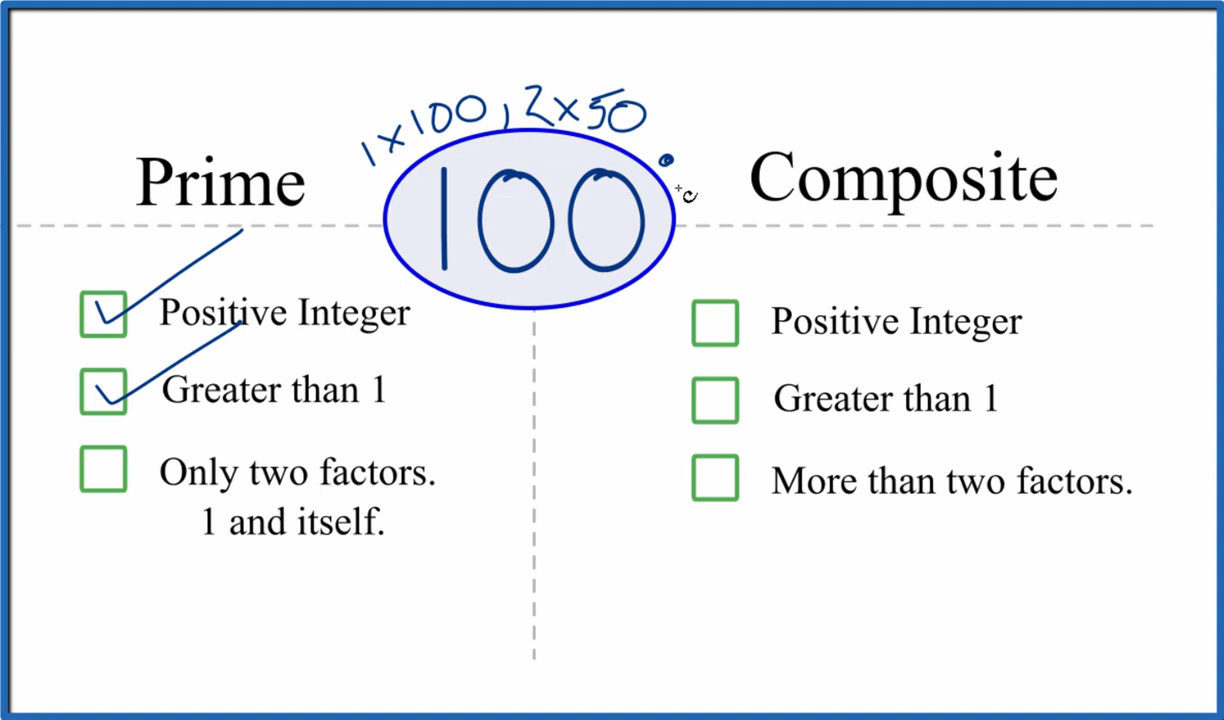 1 x 100, 2 x 50
Prime
100
Composite
Positive Integer
Greater than 1
Only two factors.
1 and itself.
Positive Integer
Greater than 1
More than two factors.